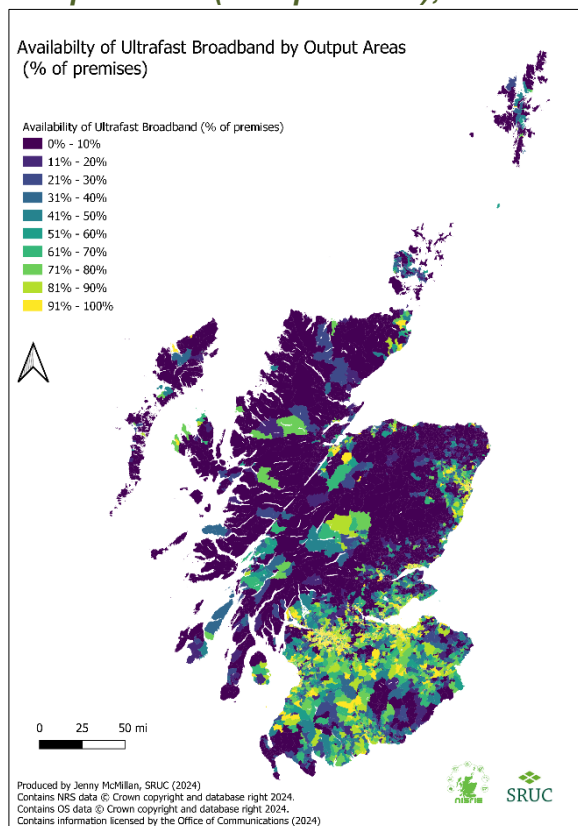 Availabilty of Ultrafast Broadband by Output Areas
(% of premises)
Availability of Ultrafast Broadband (% of premises)
0% - 10%
11% - 20%
21% - 30%
31% - 40%
41% - 50%
51% - 60%
61% - 70%
71% - 80%
81% - 90%
91% - 100%
0 25 50 mi
Produced by Jenny McMillan, SRUC (2024)
Contains NRS data © Crown copyright and database right 2024.
Contains OS data © Crown copyright and database right 2024.
Contains information licensed by the Office of Communications (2024)
SRUC